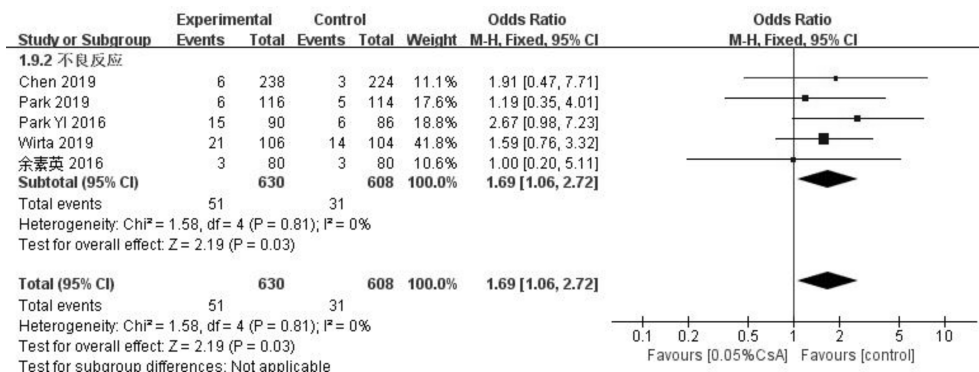 Experimental Control Odds Ratio Odds Ratio
Study or Subgroup Events Total Events Total Weight M-H, Fixed, 95% CI M-H, Fixed, 95% CI
1.9.2 不良反应
Chen 2019 6 238 3 224 11.1% 1.91 [0.47, 7.71]
Park 2019 6 116 5 114 17.6% 1.19 [0.35, 4.01]
Park YI 2016 15 90 6 86 18.8% 2.67 [0.98, 7.23]
Wirta 2019 21 106 14 104 41.8% 1.59 [0.76, 3.32]
余素英 2016 3 80 3 80 10.6% 1.00 [0.20, 5.11]
Subtotal (95% CI) 630 608 100.0% 1.69 [1.06, 2.72]
Total events 51 31
Heterogeneity: Chi² = 1.58, df = 4 (P = 0.81); I² = 0%
Test for overall effect: Z = 2.19 (P = 0.03)
Total (95% CI) 630 608 100.0% 1.69 [1.06, 2.72]
Total events 51 31
Heterogeneity: Chi² = 1.58, df = 4 (P = 0.81); I² = 0%
Test for overall effect: Z = 2.19 (P = 0.03)
Test for subgroup differences: Not applicable
0.1 0.2 0.5 1 2 5 10
Favours [0.05%CsA] Favours [control]